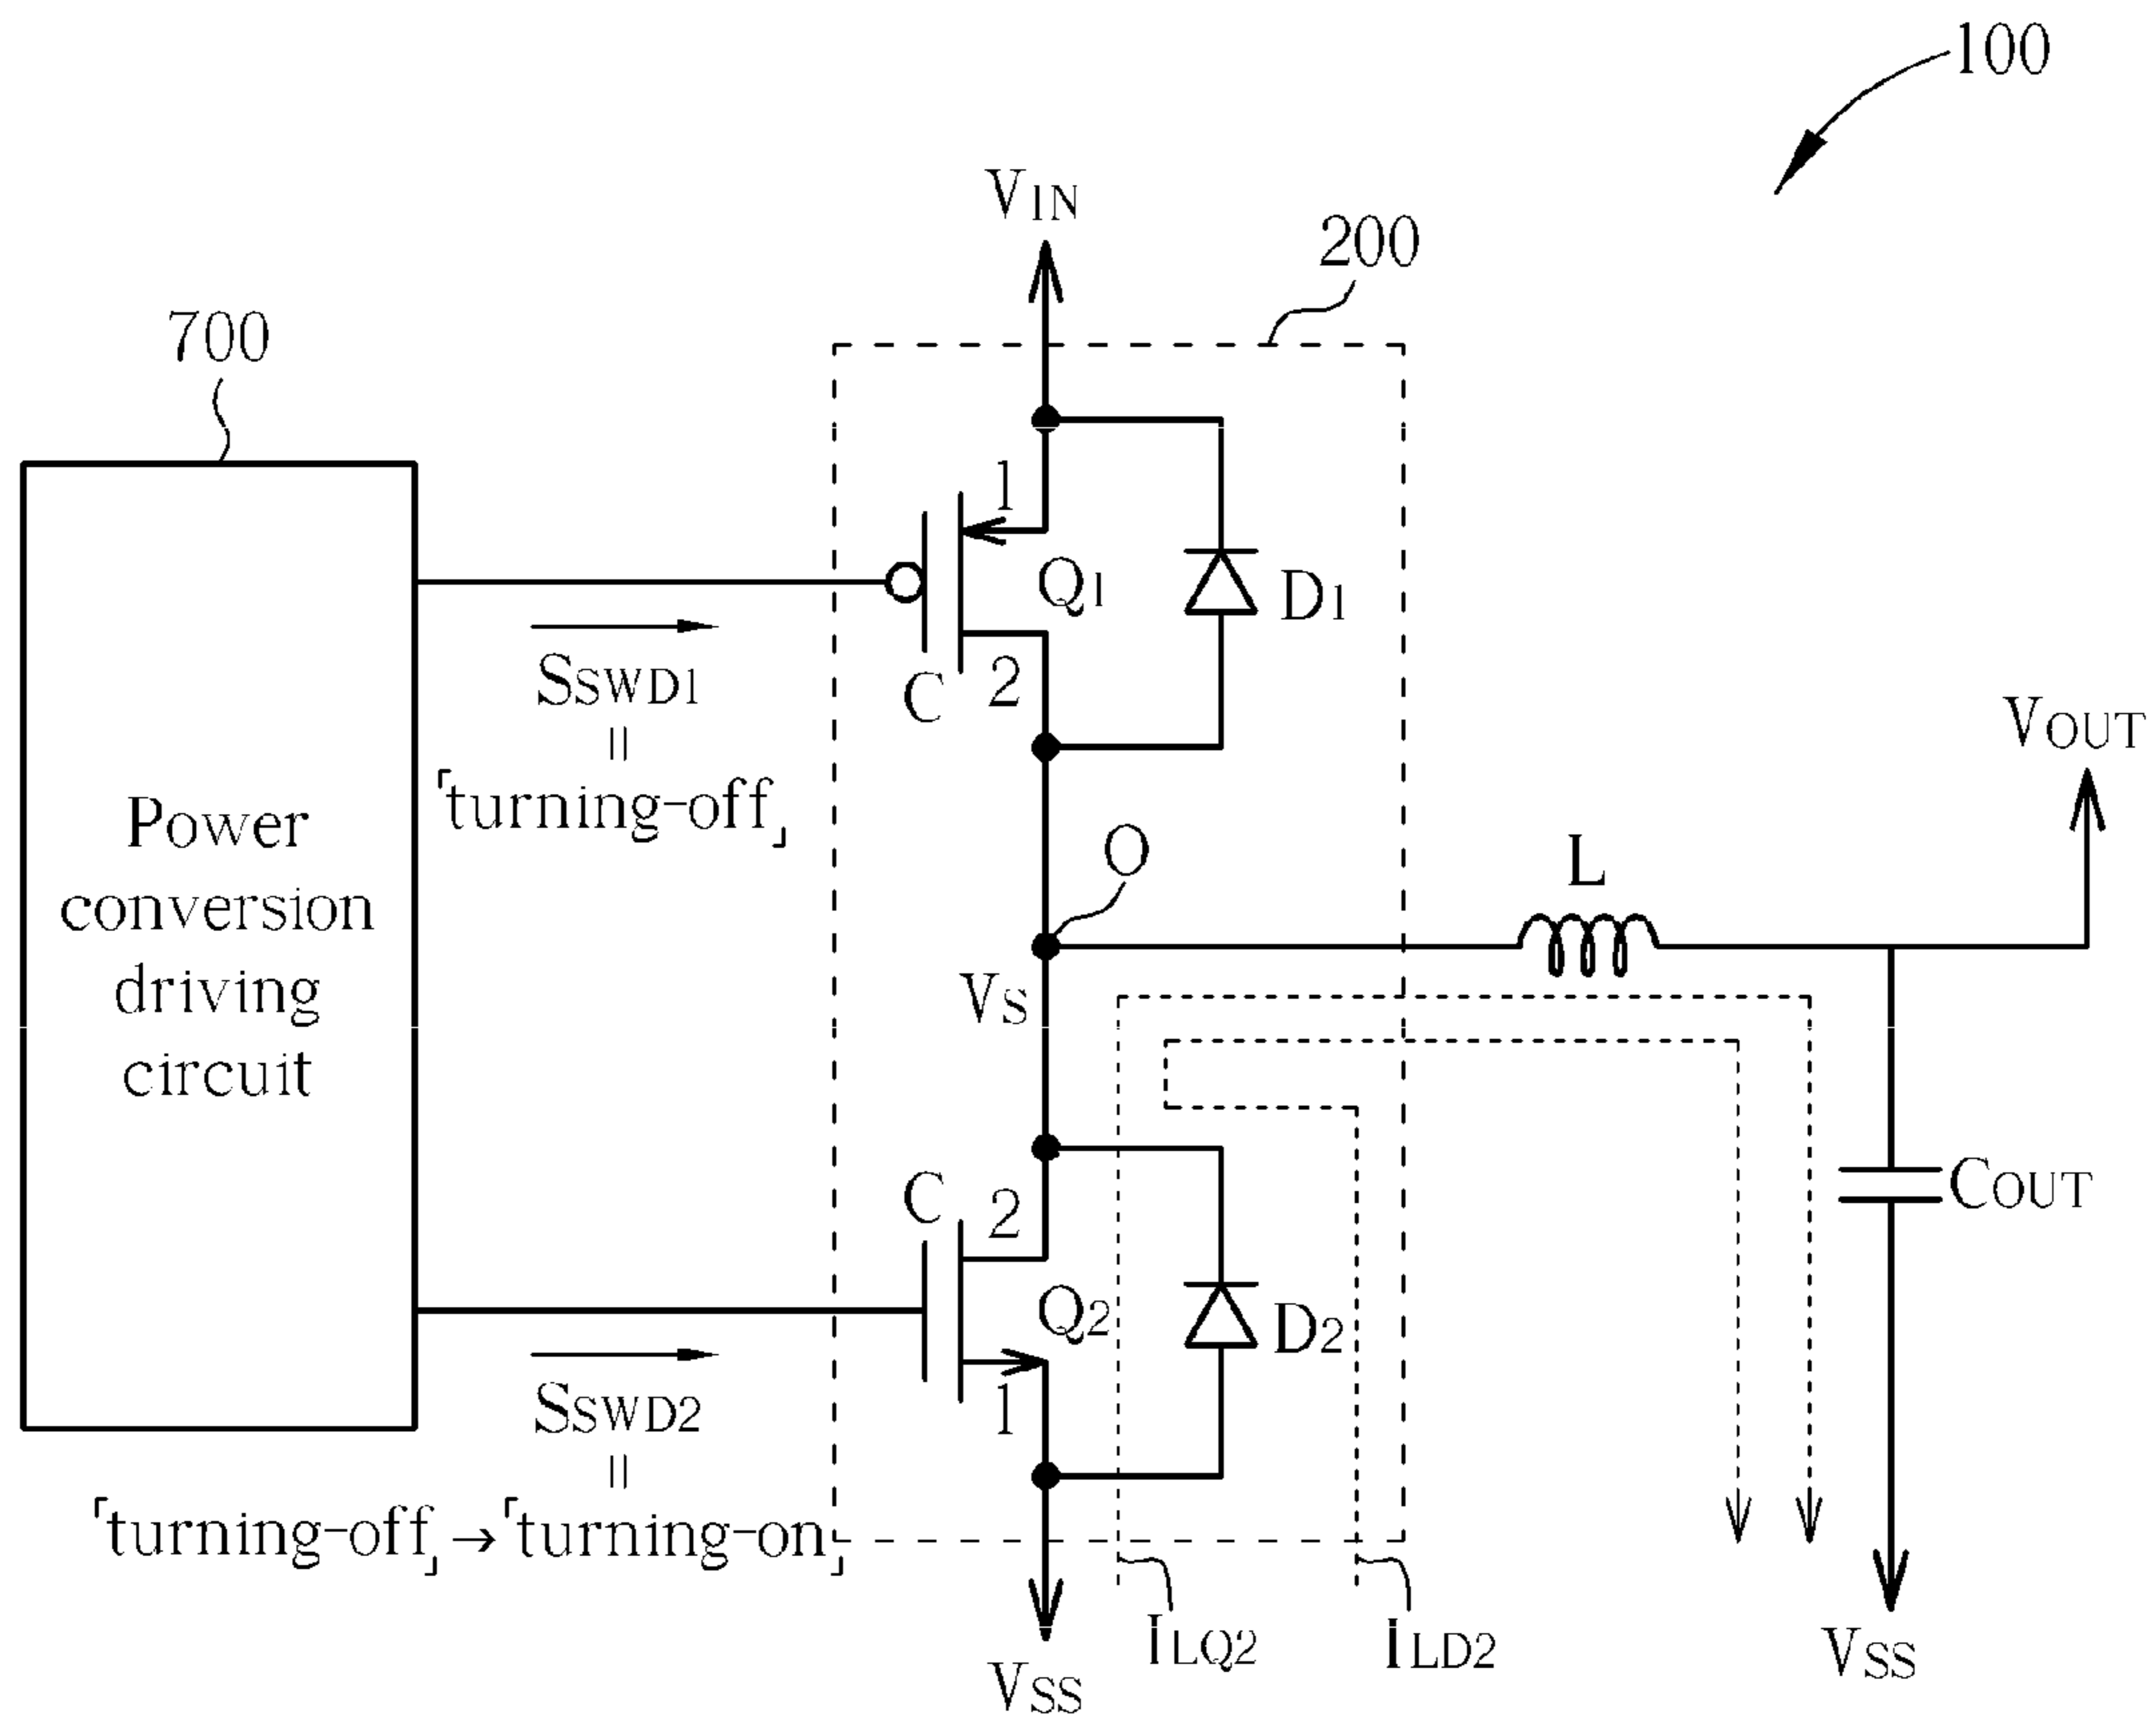 100
VIN
200
700
1
Q1
D1
SSWD1
C
2
=
「turning-off」
VOUT
Power
conversion
driving
circuit
O
L
VS
C
2
COUT
Q2
D2
SSWD2
1
=
「turning-off」→「turning-on」
ILQ2
ILD2
VSS
VSS